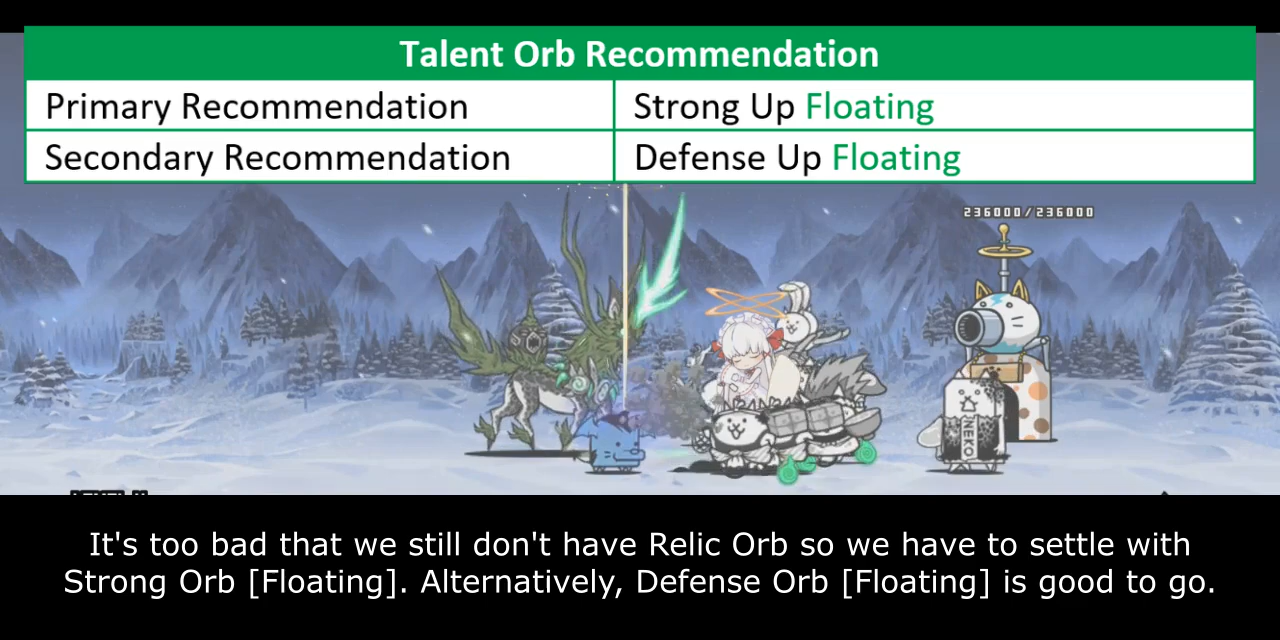 Talent Orb Recommendation
Primary Recommendation Strong Up Floating
Secondary Recommendation Defense Up Floating
236000/236000
NEKO
It's too bad that we still don't have Relic Orb so we have to settle with
Strong Orb [Floating]. Alternatively, Defense Orb [Floating] is good to go.